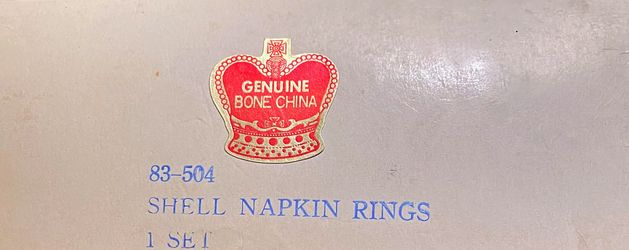 GENUINE
BONE CHINA
83-504
SHELL NAPKIN RINGS
1 SET